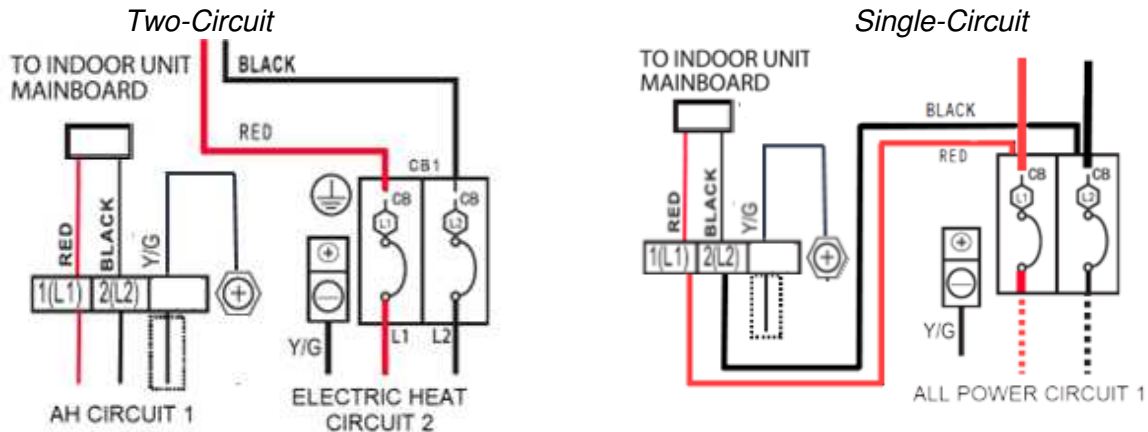 Two-Circuit
TO INDOOR UNIT
MAINBOARD
BLACK
RED
CB1
CB
CB
L1
L2
RED
BLACK
Y/G
1(L1)
2(L2)
Y/G
L1
L2
AH CIRCUIT 1
ELECTRIC HEAT
CIRCUIT 2
Single-Circuit
TO INDOOR UNIT
MAINBOARD
BLACK
RED
CB
CB
L1
L2
RED
BLACK
Y/G
1(L1)
2(L2)
Y/G
ALL POWER CIRCUIT 1